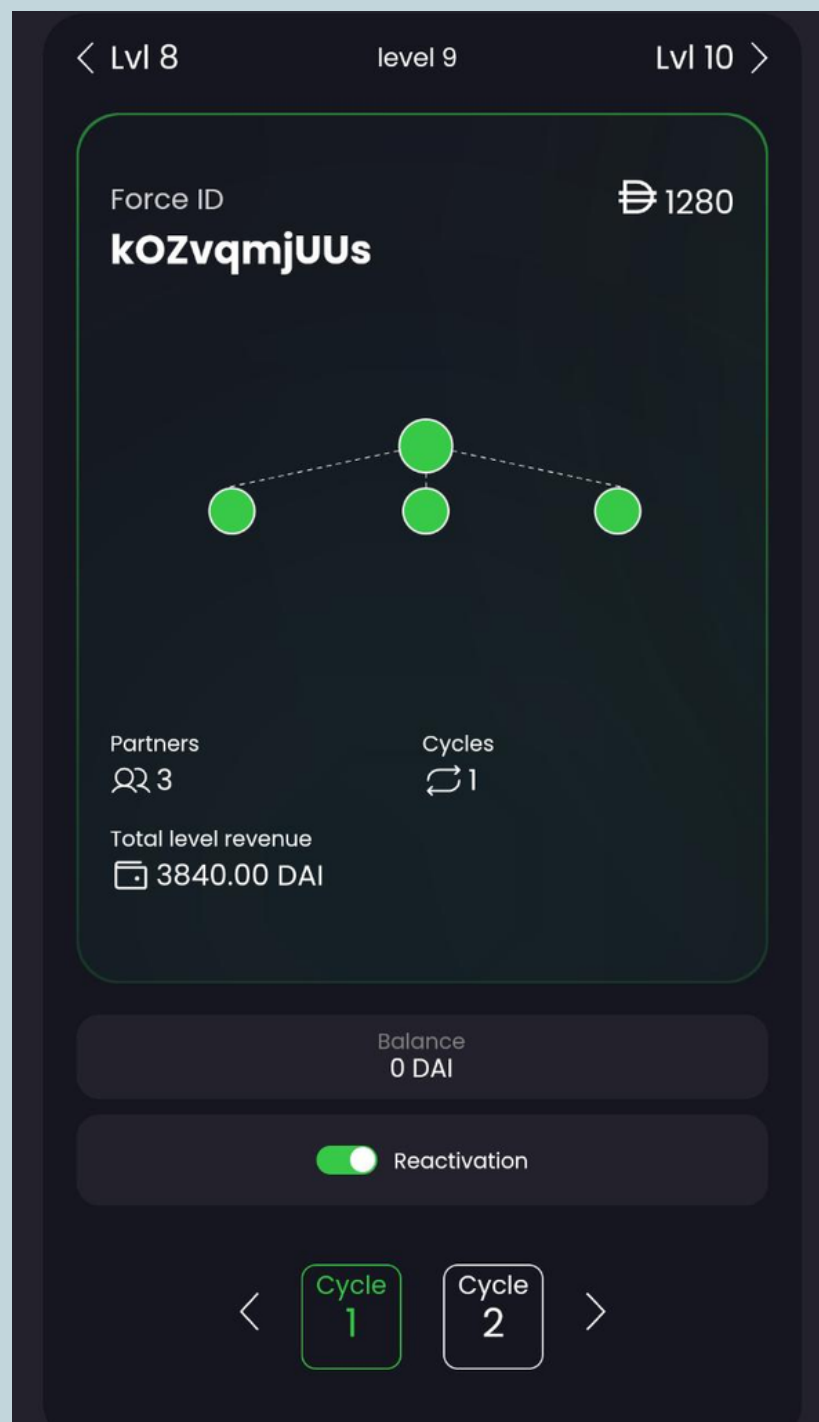 Lvl 8 level 9 Lvl 10
Force ID
1280
kOZvqmjUUs
Partners Cycles
3 1
Total level revenue
3840.00 DAI
Balance
0 DAI
Reactivation
Cycle Cycle
1 2